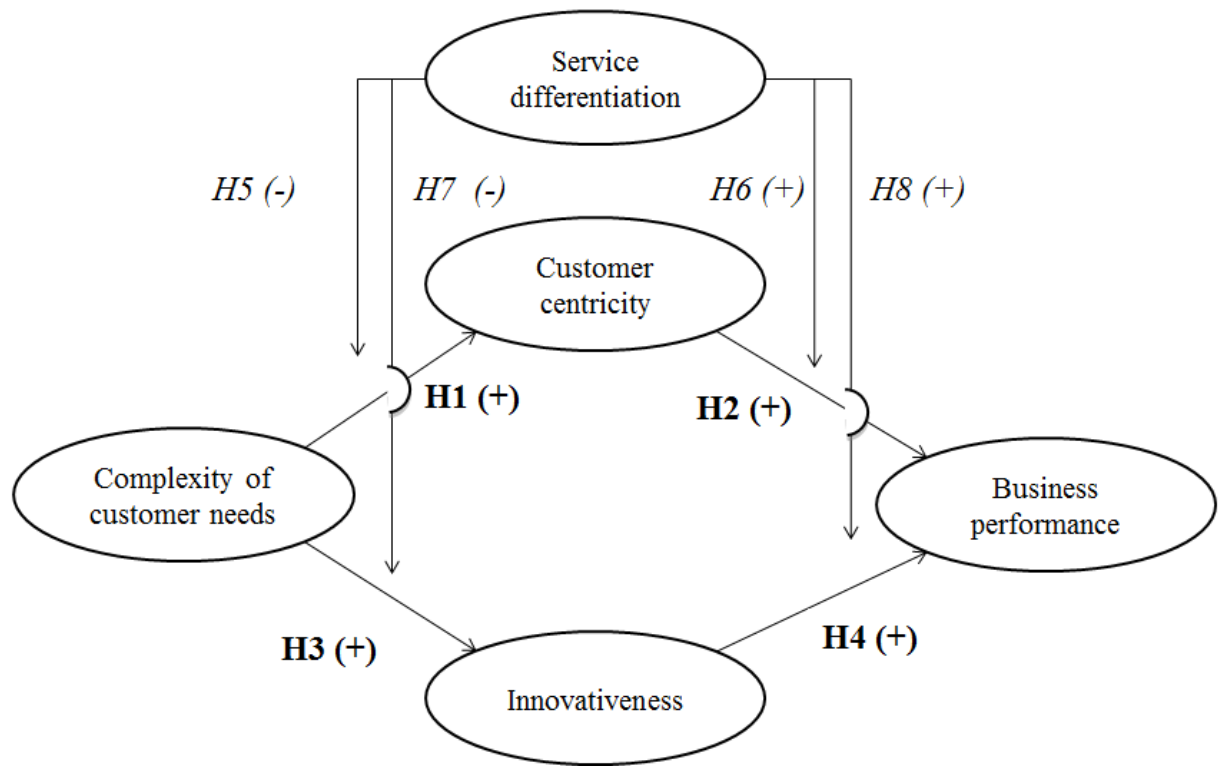 Service
differentiation
H5 (-)
H7 (-)
H6 (+)
H8 (+)
Customer
centricity
H1 (+)
H2 (+)
Complexity of
customer needs
Business
performance
H3 (+)
H4 (+)
Innovativeness